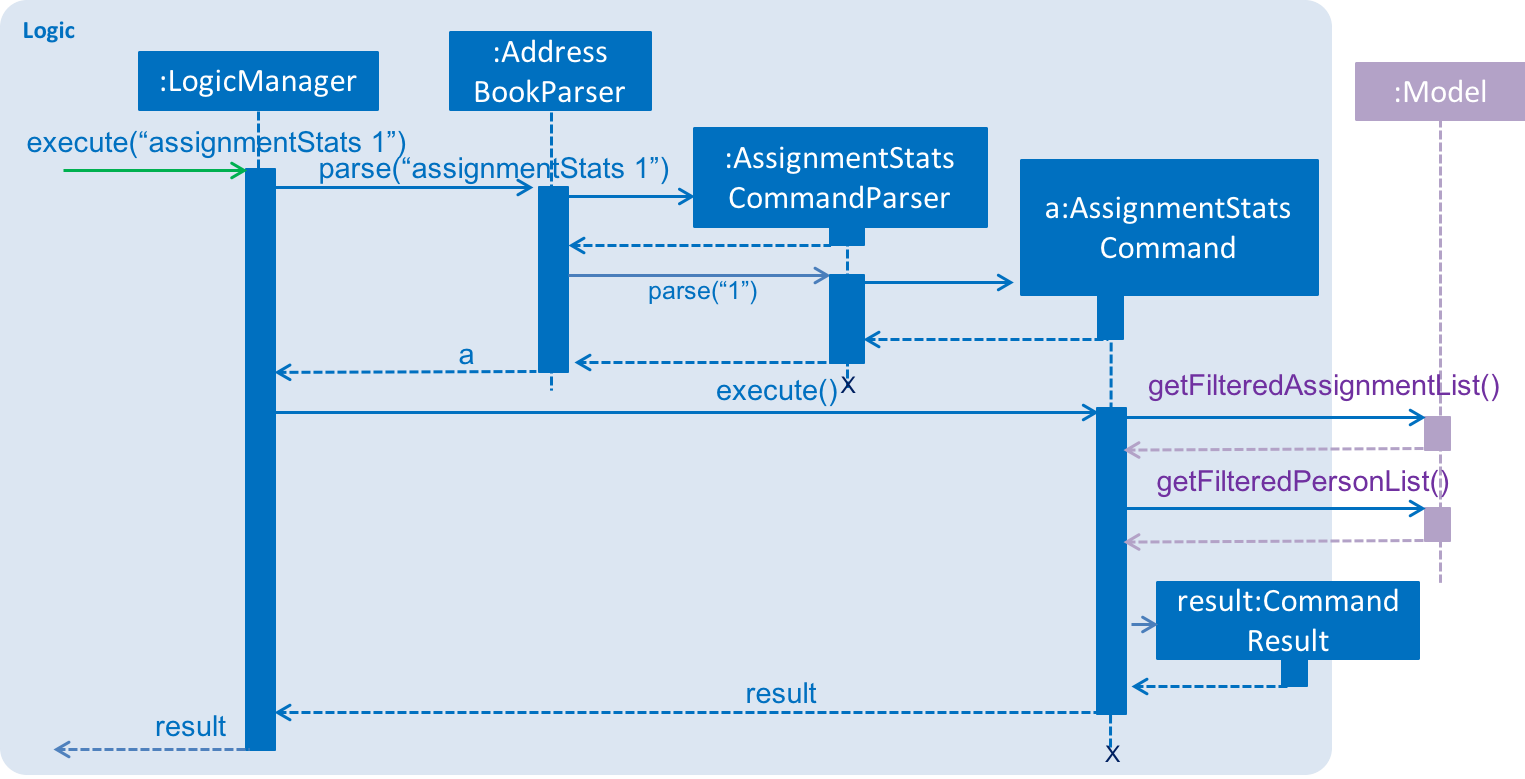 Logic
:LogicManager
:Address
BookParser
:Model
execute(“assignmentStats 1”)
parse(“assignmentStats 1”)
:AssignmentStats
CommandParser
a:AssignmentStats
Command
parse(“1”)
a
X
execute()
getFilteredAssignmentList()
getFilteredPersonList()
result:Command
Result
result
result
X